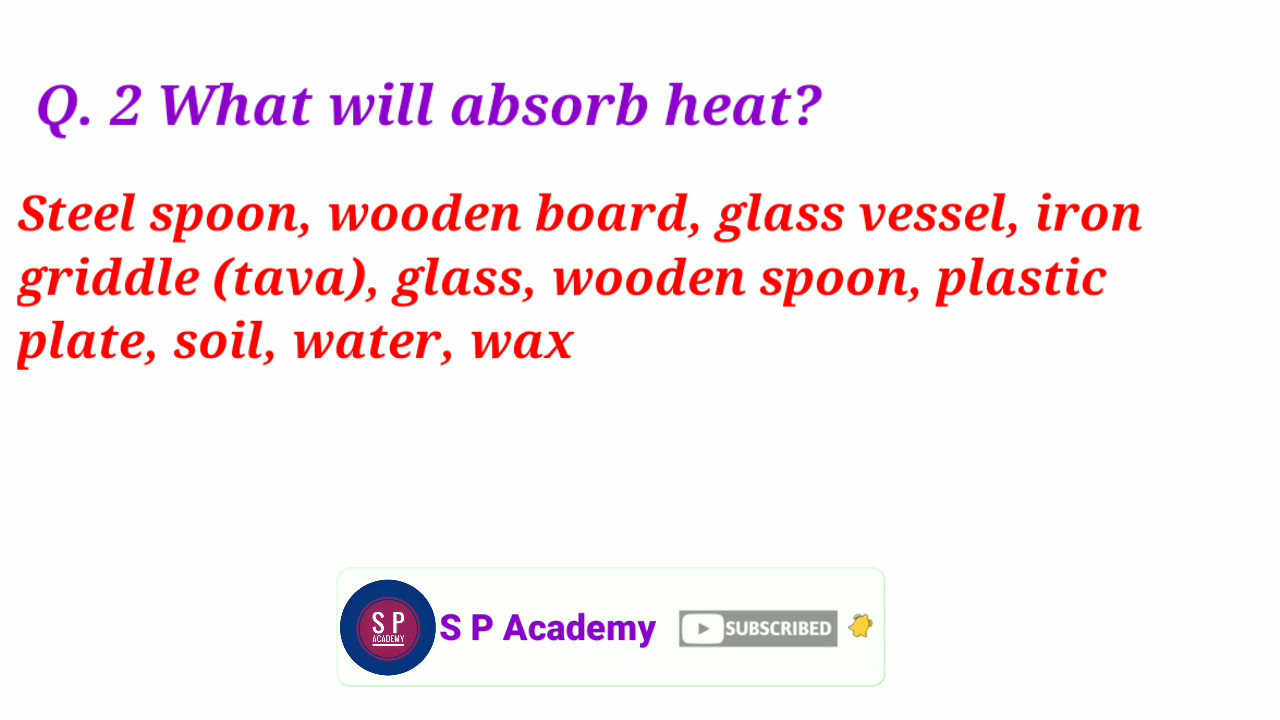 Q. 2 What will absorb heat?
Steel spoon, wooden board, glass vessel, iron
griddle (tava), glass, wooden spoon, plastic
plate, soil, water, wax
S P
ACADEMY
S P Academy
SUBSCRIBED